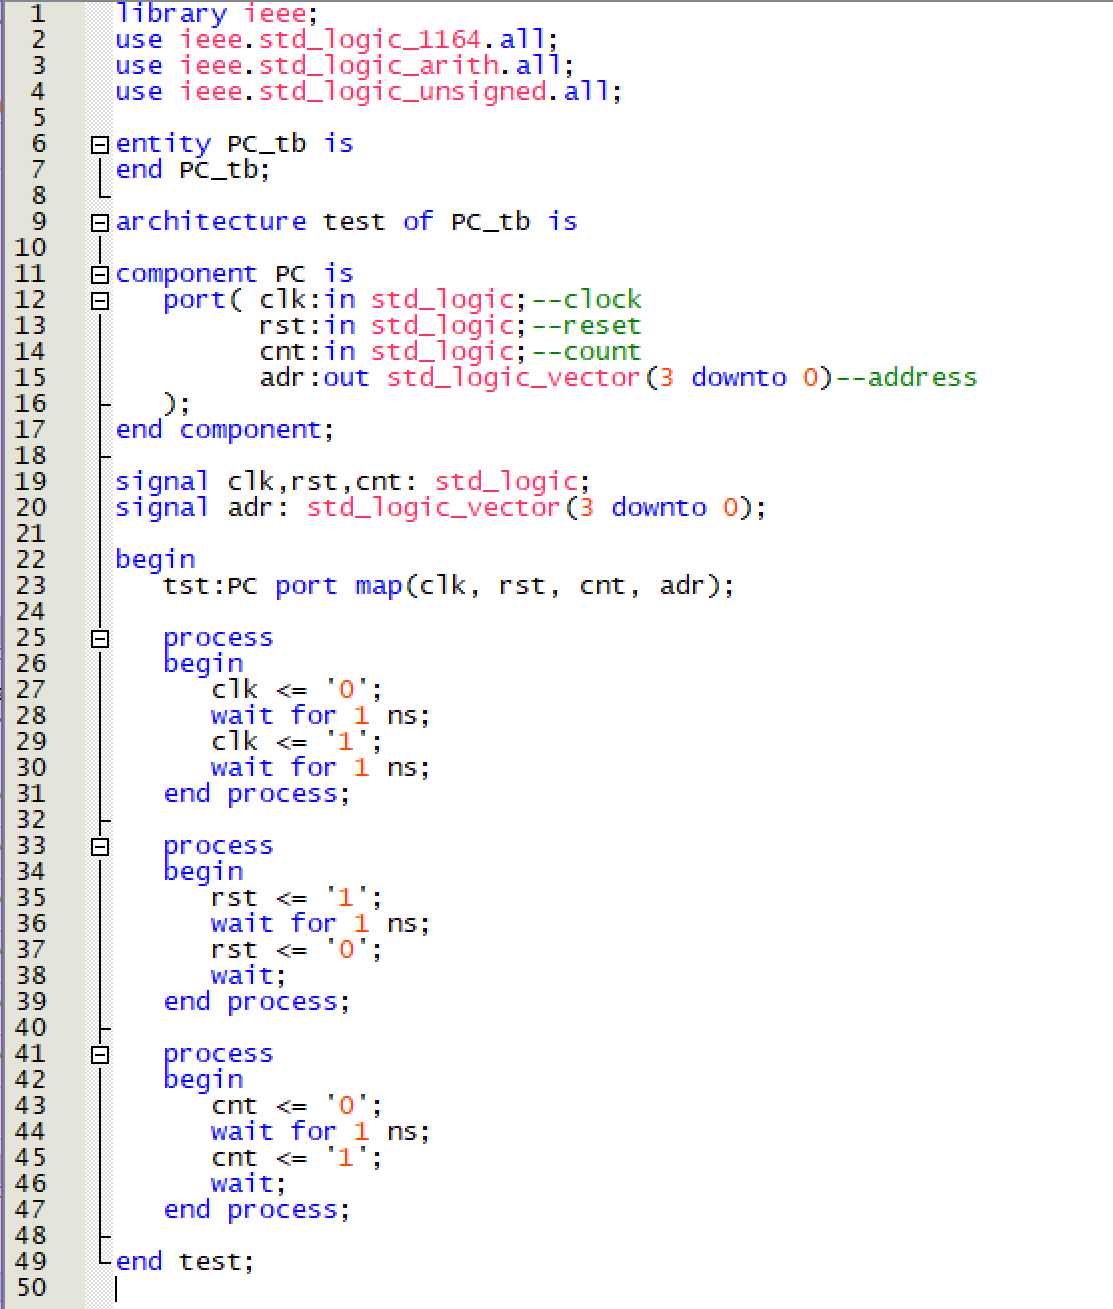 1 library ieee;
2 use ieee.std_logic_1164.all;
3 use ieee.std_logic_arith.all;
4 use ieee.std_logic_unsigned.all;
5
6 entity PC_tb is
7 end PC_tb;
8
9 architecture test of PC_tb is
10
11 component PC is
12 port( clk:in std_logic;--clock
13 rst:in std_logic;--reset
14 cnt:in std_logic;--count
15 adr:out std_logic_vector(3 downto 0)--address
16 );
17 end component;
18
19 signal clk,rst,cnt: std_logic;
20 signal adr: std_logic_vector(3 downto 0);
21
22 begin
23 tst:PC port map(clk, rst, cnt, adr);
24
25 process
26 begin
27 clk <= '0';
28 wait for 1 ns;
29 clk <= '1';
30 wait for 1 ns;
31 end process;
32
33 process
34 begin
35 rst <= '1';
36 wait for 1 ns;
37 rst <= '0';
38 wait;
39 end process;
40
41 process
42 begin
43 cnt <= '0';
44 wait for 1 ns;
45 cnt <= '1';
46 wait;
47 end process;
48
49 end test;
50